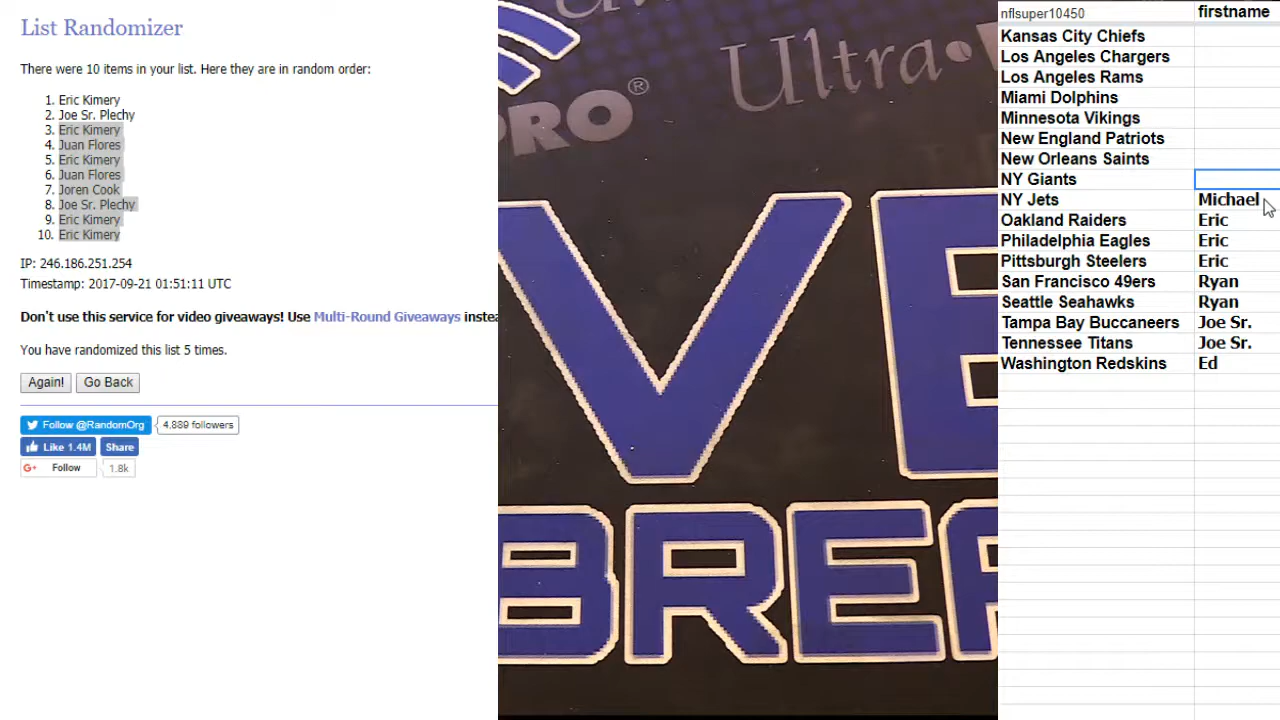 List Randomizer
There were 10 items in your list. Here they are in random order:
1. Eric Kimery
2. Joe Sr. Plechy
3. Eric Kimery
4. Juan Flores
5. Eric Kimery
6. Juan Flores
7. Joren Cook
8. Joe Sr. Plechy
9. Eric Kimery
10. Eric Kimery
IP: 246.186.251.254
Timestamp: 2017-09-21 01:51:11 UTC
Don't use this service for video giveaways! Use Multi-Round Giveaways instea
You have randomized this list 5 times.
Again! Go Back
Follow @RandomOrg 4,889 followers
Like 1.4M Share
G+ Follow 1.8k
Ultra
PRO®
VE
BREA
nflsuper10450 firstname
Kansas City Chiefs
Los Angeles Chargers
Los Angeles Rams
Miami Dolphins
Minnesota Vikings
New England Patriots
New Orleans Saints
NY Giants
NY Jets Michael
Oakland Raiders Eric
Philadelphia Eagles Eric
Pittsburgh Steelers Eric
San Francisco 49ers Ryan
Seattle Seahawks Ryan
Tampa Bay Buccaneers Joe Sr.
Tennessee Titans Joe Sr.
Washington Redskins Ed